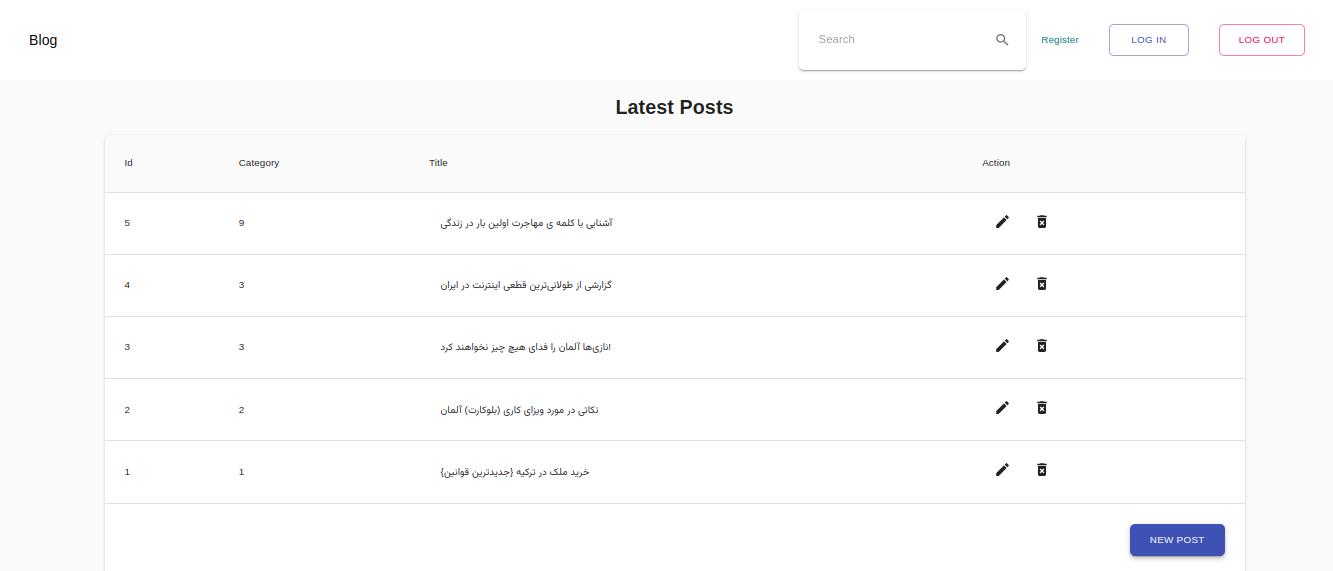 Blog Search Register LOG IN LOG OUT
Latest Posts
Id Category Title Action
5 9 آشنایی با کلمه ی مهاجرت اولین بار در زندگی
4 3 گزارشی از طولانی‌ترین قطعی اینترنت در ایران
3 3 نازی‌ها آلمان را فدای هیچ چیز نخواهند کرد!
2 2 نکاتی در مورد ویزای کاری (بلوکارت) آلمان
1 1 خرید ملک در ترکیه {جدیدترین قوانین}
NEW POST